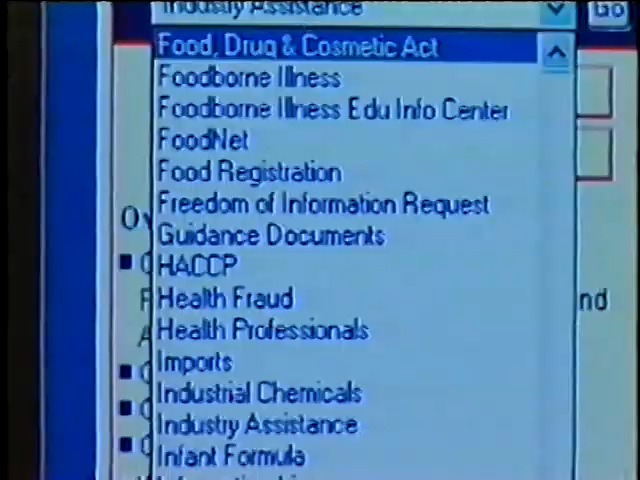 Industry Assistance
Go
Food, Drug & Cosmetic Act
Foodborne Illness
Foodborne Illness Edu Info Center
FoodNet
Food Registration
Freedom of Information Request
Guidance Documents
HACCP
Health Fraud
nd
Health Professionals
Imports
Industrial Chemicals
Industry Assistance
Infant Formula